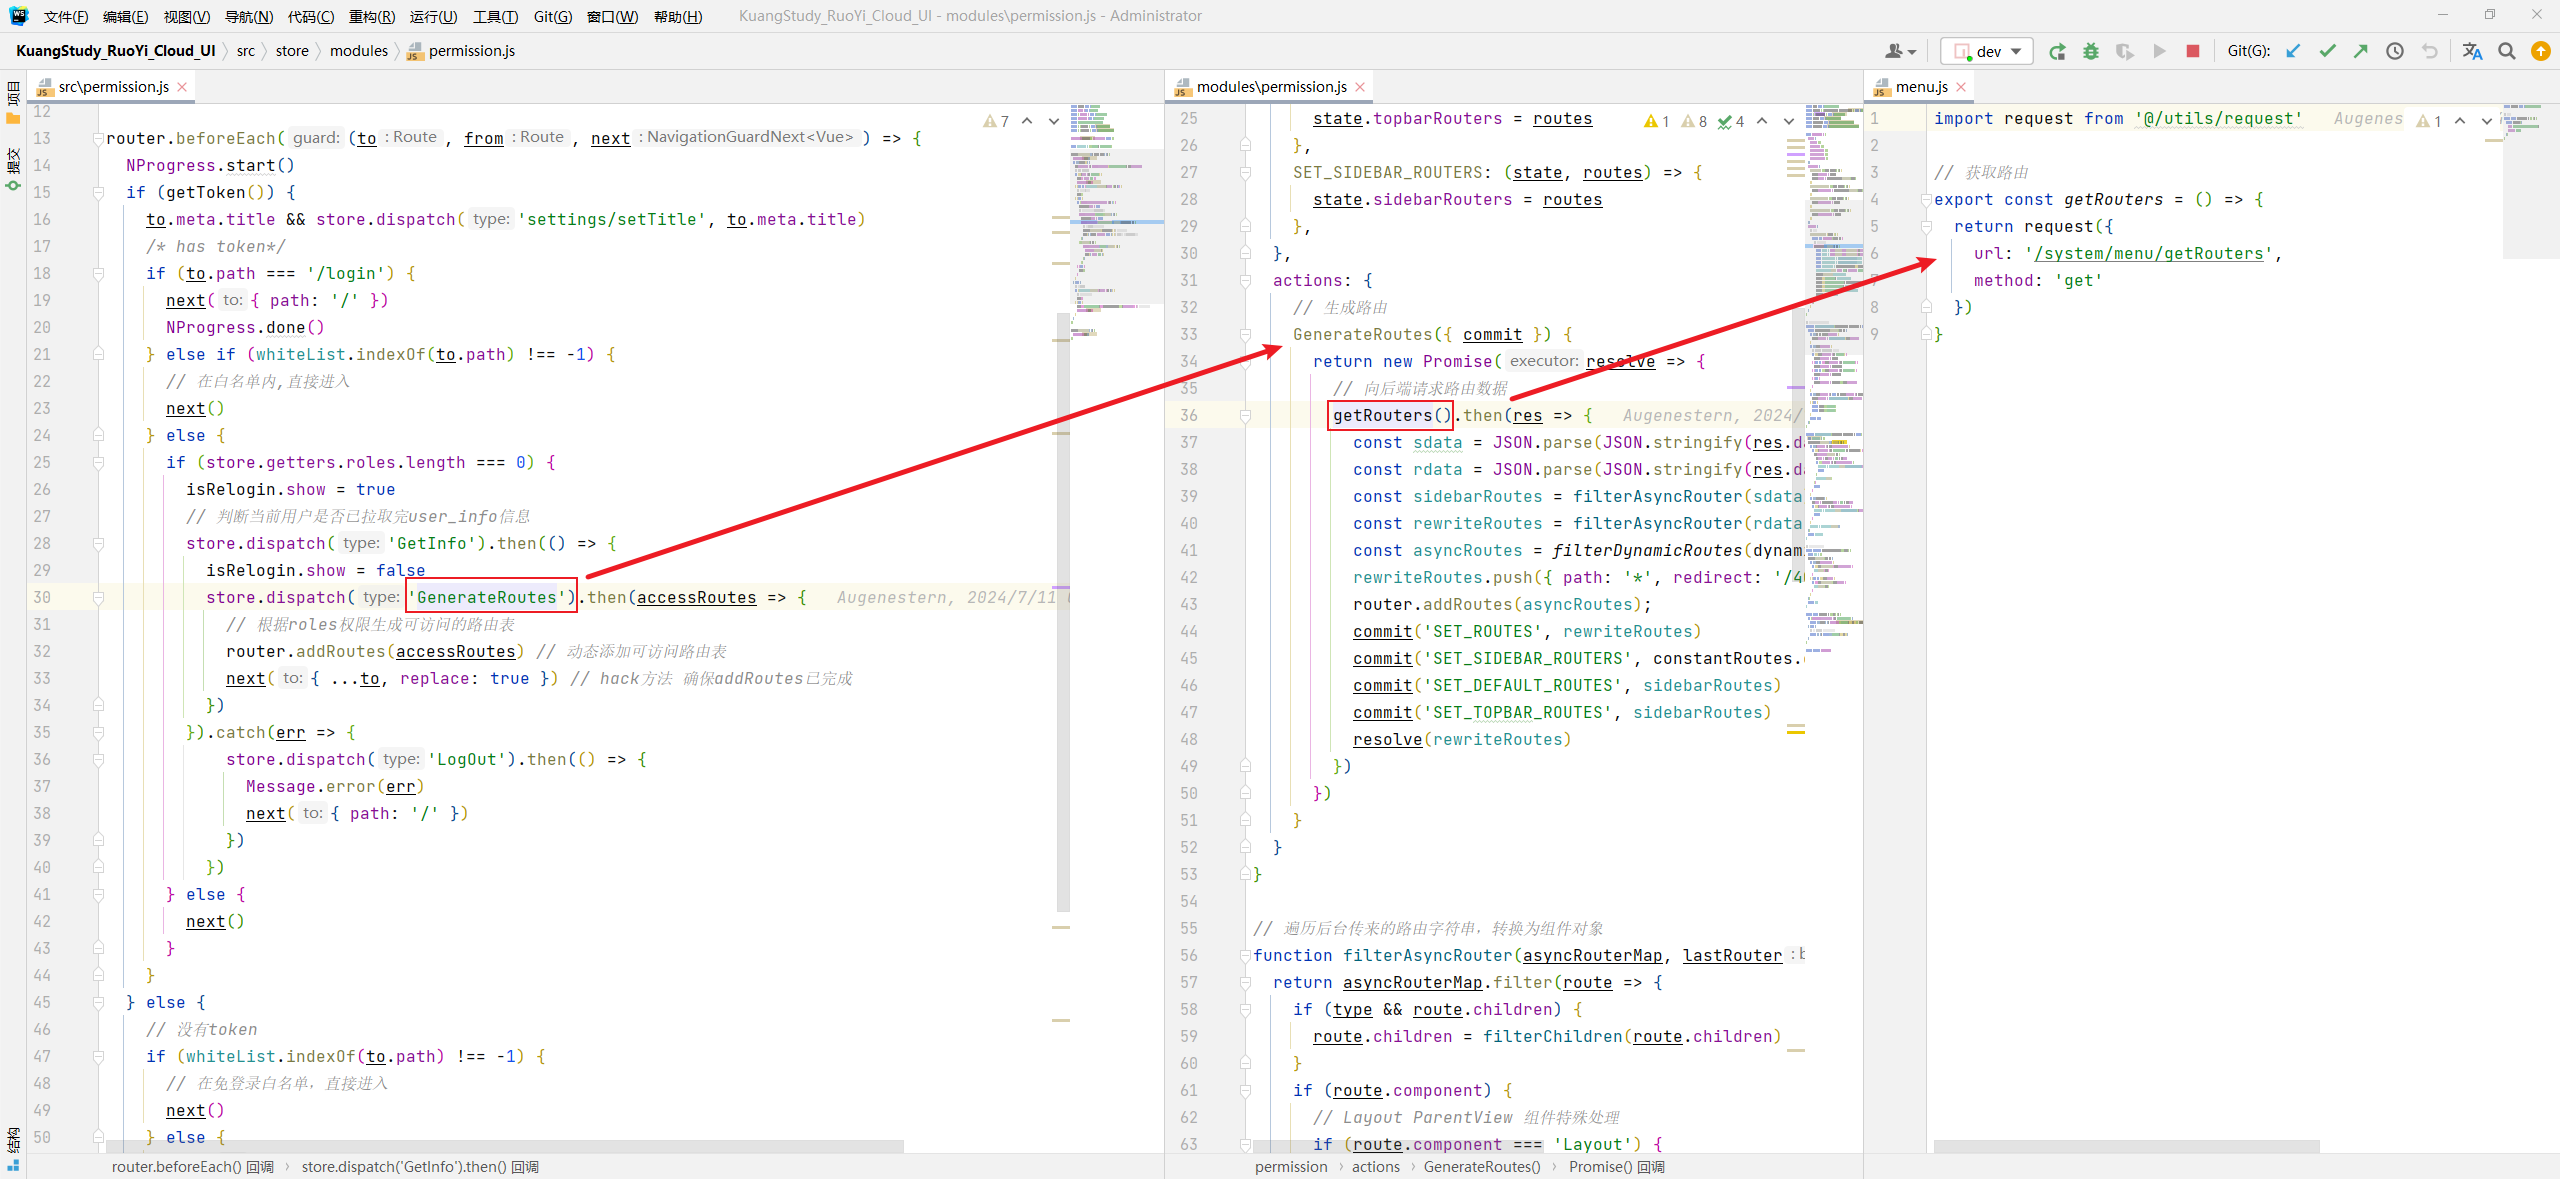 文件(F) 编辑(E) 视图(V) 导航(N) 代码(C) 重构(R) 运行(U) 工具(T) Git(G) 窗口(W) 帮助(H) KuangStudy_RuoYi_Cloud_UI - modules\permission.js - Administrator
KuangStudy_RuoYi_Cloud_UI src store modules permission.js dev Git(G):
项目
提交
结构
src\permission.js
7
12
13 router.beforeEach( guard: (to : Route , from : Route , next : NavigationGuardNext<Vue> ) => {
14 NProgress.start()
15 if (getToken()) {
16 to.meta.title && store.dispatch( type: 'settings/setTitle', to.meta.title)
17 /* has token*/
18 if (to.path === '/login') {
19 next( to: { path: '/' })
20 NProgress.done()
21 } else if (whiteList.indexOf(to.path) !== -1) {
22 // 在白名单内,直接进入
23 next()
24 } else {
25 if (store.getters.roles.length === 0) {
26 isRelogin.show = true
27 // 判断当前用户是否已拉取完user_info信息
28 store.dispatch( type: 'GetInfo').then(() => {
29 isRelogin.show = false
30 store.dispatch( type: 'GenerateRoutes').then(accessRoutes => { Augenestern, 2024/7/11
31 // 根据roles权限生成可访问的路由表
32 router.addRoutes(accessRoutes) // 动态添加可访问路由表
33 next( to: { ...to, replace: true }) // hack方法 确保addRoutes已完成
34 })
35 }).catch(err => {
36 store.dispatch( type: 'LogOut').then(() => {
37 Message.error(err)
38 next( to: { path: '/' })
39 })
40 })
41 } else {
42 next()
43 }
44 }
45 } else {
46 // 没有token
47 if (whiteList.indexOf(to.path) !== -1) {
48 // 在免登录白名单，直接进入
49 next()
50 } else {
router.beforeEach() 回调 store.dispatch('GetInfo').then() 回调
modules\permission.js
1 8 4
25 state.topbarRouters = routes
26 },
27 SET_SIDEBAR_ROUTERS: (state, routes) => {
28 state.sidebarRouters = routes
29 },
30 },
31 actions: {
32 // 生成路由
33 GenerateRoutes({ commit }) {
34 return new Promise( executor: resolve => {
35 // 向后端请求路由数据
36 getRouters().then(res => { Augenestern, 2024/
37 const sdata = JSON.parse(JSON.stringify(res.da
38 const rdata = JSON.parse(JSON.stringify(res.da
39 const sidebarRoutes = filterAsyncRouter(sdata
40 const rewriteRoutes = filterAsyncRouter(rdata
41 const asyncRoutes = filterDynamicRoutes(dynam
42 rewriteRoutes.push({ path: '*', redirect: '/4
43 router.addRoutes(asyncRoutes);
44 commit('SET_ROUTES', rewriteRoutes)
45 commit('SET_SIDEBAR_ROUTERS', constantRoutes.
46 commit('SET_DEFAULT_ROUTES', sidebarRoutes)
47 commit('SET_TOPBAR_ROUTES', sidebarRoutes)
48 resolve(rewriteRoutes)
49 })
50 })
51 }
52 }
53 }
54
55 // 遍历后台传来的路由字符串，转换为组件对象
56 function filterAsyncRouter(asyncRouterMap, lastRouter : b
57 return asyncRouterMap.filter(route => {
58 if (type && route.children) {
59 route.children = filterChildren(route.children)
60 }
61 if (route.component) {
62 // Layout ParentView 组件特殊处理
63 if (route.component === 'Layout') {
permission actions GenerateRoutes() Promise() 回调
menu.js
1 import request from '@/utils/request' Augenes 1
2
3 // 获取路由
4 export const getRouters = () => {
5 return request({
6 url: '/system/menu/getRouters',
7 method: 'get'
8 })
9 }